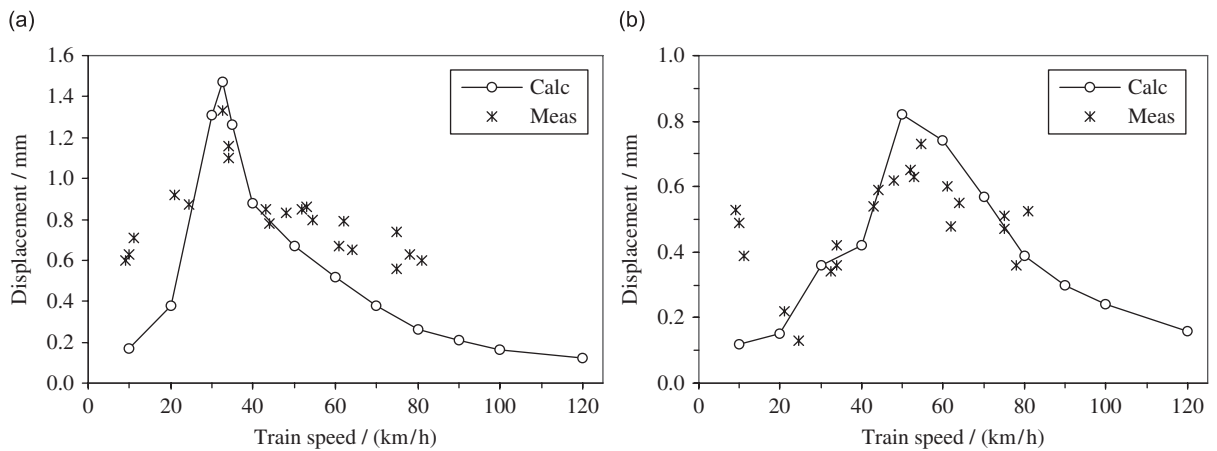 (a)
1.6
1.4
1.2
1.0
0.8
0.6
0.4
0.2
0.0
Displacement / mm
Calc
Meas
0 20 40 60 80 100 120
Train speed / (km/h)
(b)
1.0
0.8
0.6
0.4
0.2
0.0
Displacement / mm
Calc
Meas
0 20 40 60 80 100 120
Train speed / (km/h)